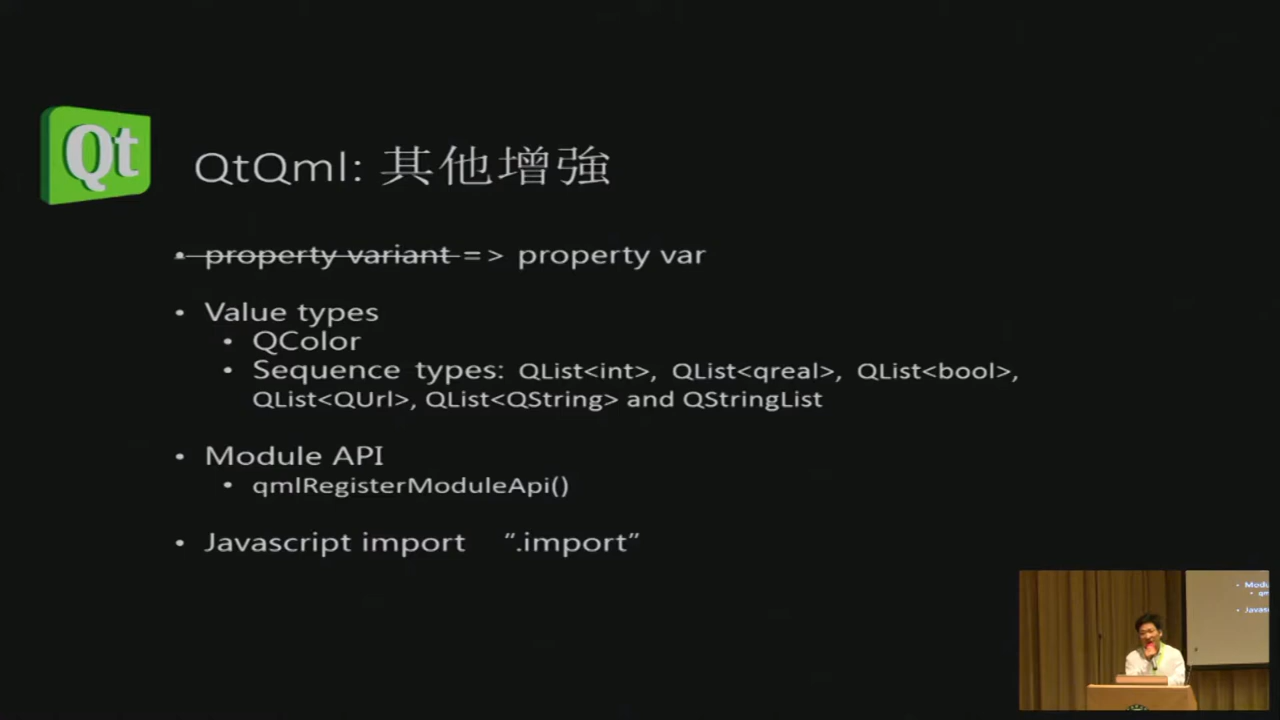 Qt
QtQml: 其他增強
• property variant => property var
• Value types
• QColor
• Sequence types: QList<int>, QList<qreal>, QList<bool>,
QList<QUrl>, QList<QString> and QStringList
• Module API
• qmlRegisterModuleApi()
• Javascript import “.import”